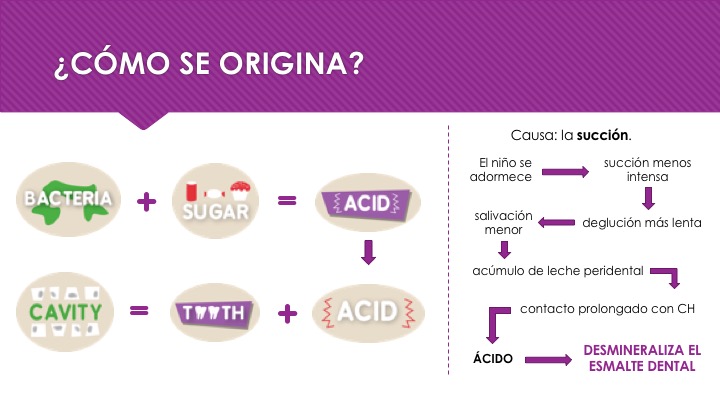 ¿CÓMO SE ORIGINA?
BACTERIA + SUGAR = ACID
CAVITY = TOOTH + ACID
Causa: la succión.
El niño se
adormece
succión menos
intensa
deglución más lenta
salivación
menor
acúmulo de leche peridental
contacto prolongado con CH
ÁCIDO
DESMINERALIZA EL
ESMALTE DENTAL